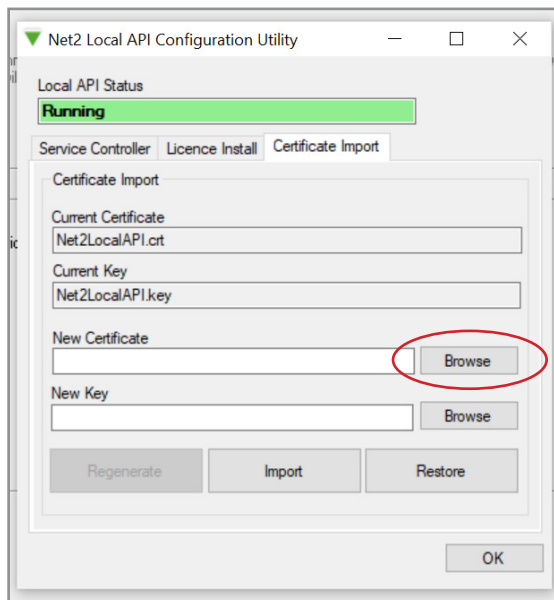 Net2 Local API Configuration Utility
Local API Status
Running
Service Controller Licence Install Certificate Import
Certificate Import
Current Certificate
Net2LocalAPI.crt
Current Key
Net2LocalAPI.key
New Certificate
Browse
New Key
Browse
Regenerate Import Restore
OK